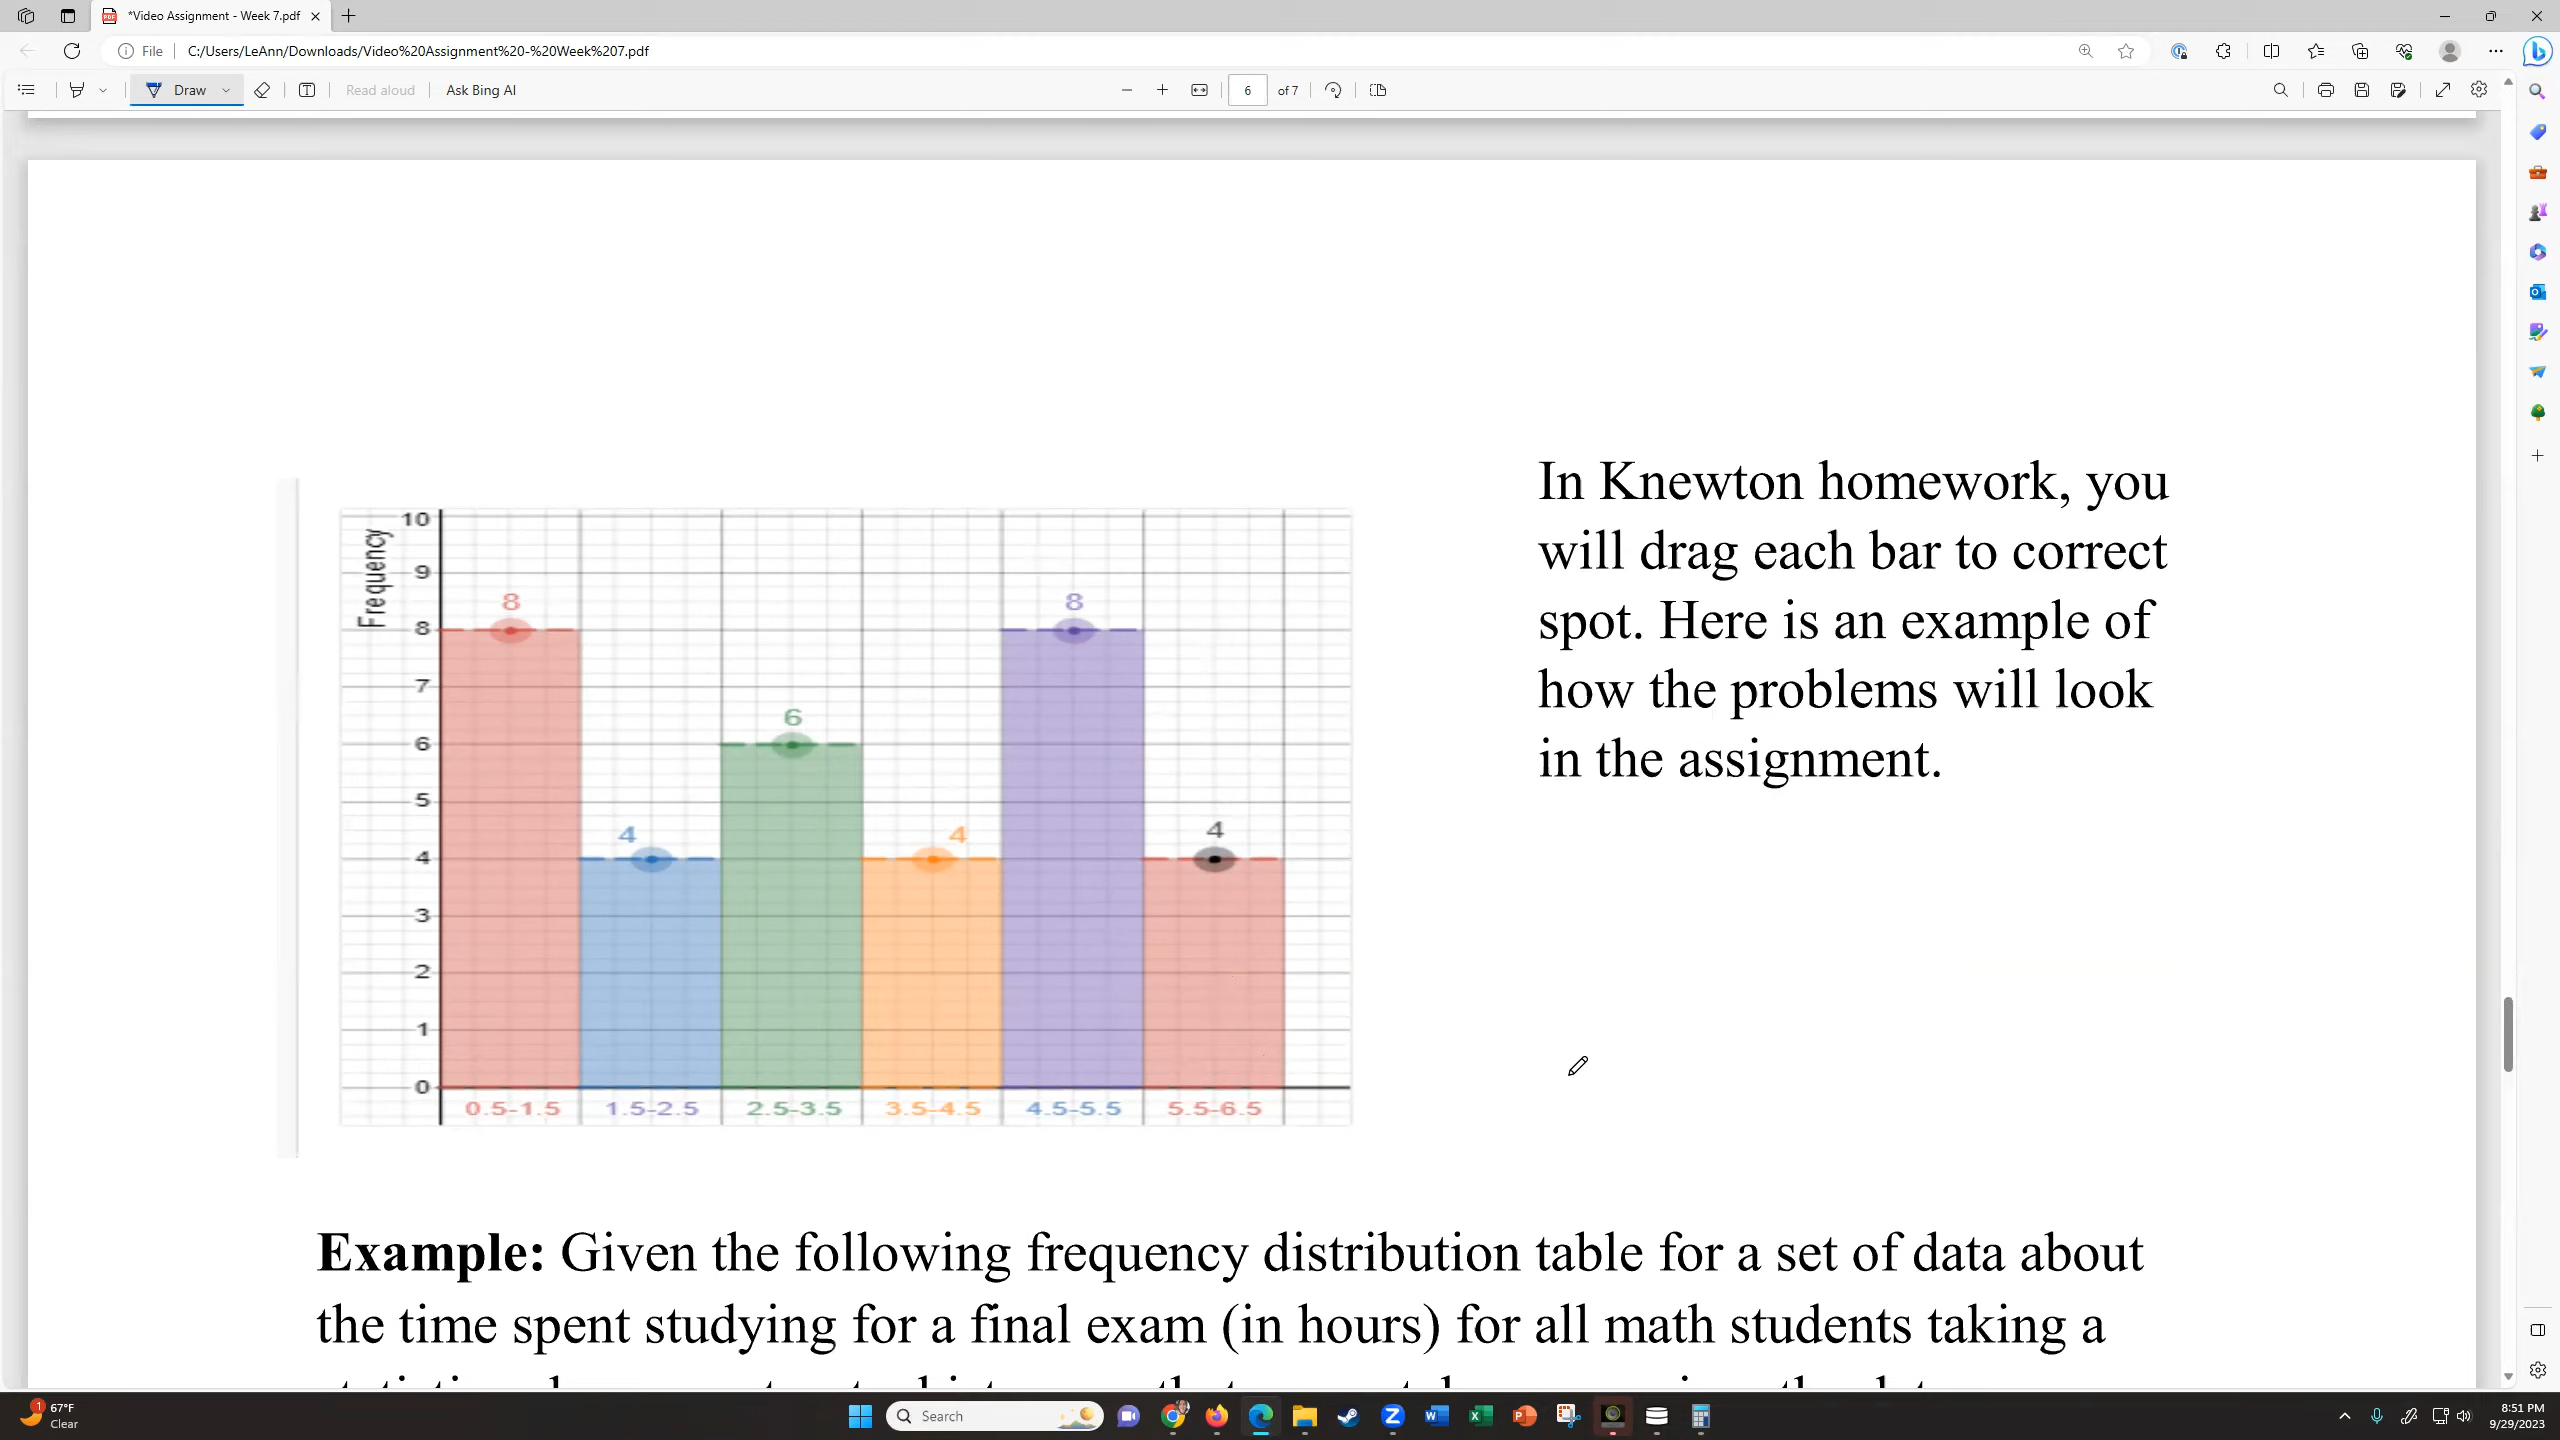 *Video Assignment - Week 7.pdf
File
C:/Users/LeAnn/Downloads/Video%20Assignment%20-%20Week%207.pdf
Draw
Read aloud
Ask Bing AI
6
of 7
In Knewton homework, you
will drag each bar to correct
spot. Here is an example of
how the problems will look
in the assignment.
Frequency
10
9
8
7
6
5
4
3
2
1
0
8
4
6
4
8
4
0.5-1.5
1.5-2.5
2.5-3.5
3.5-4.5
4.5-5.5
5.5-6.5
Example: Given the following frequency distribution table for a set of data about
the time spent studying for a final exam (in hours) for all math students taking a
1
67°F
Clear
Search
8:51 PM
9/29/2023